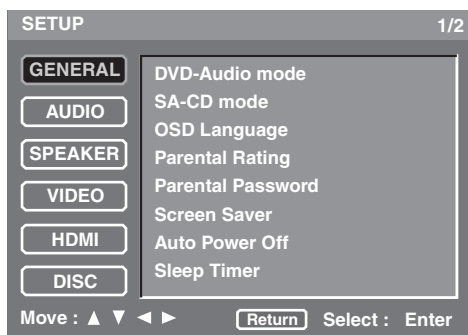 SETUP 1/2
GENERAL
AUDIO
SPEAKER
VIDEO
HDMI
DISC
DVD-Audio mode
SA-CD mode
OSD Language
Parental Rating
Parental Password
Screen Saver
Auto Power Off
Sleep Timer
Move : ▲ ▼ ◄ ► Return Select : Enter